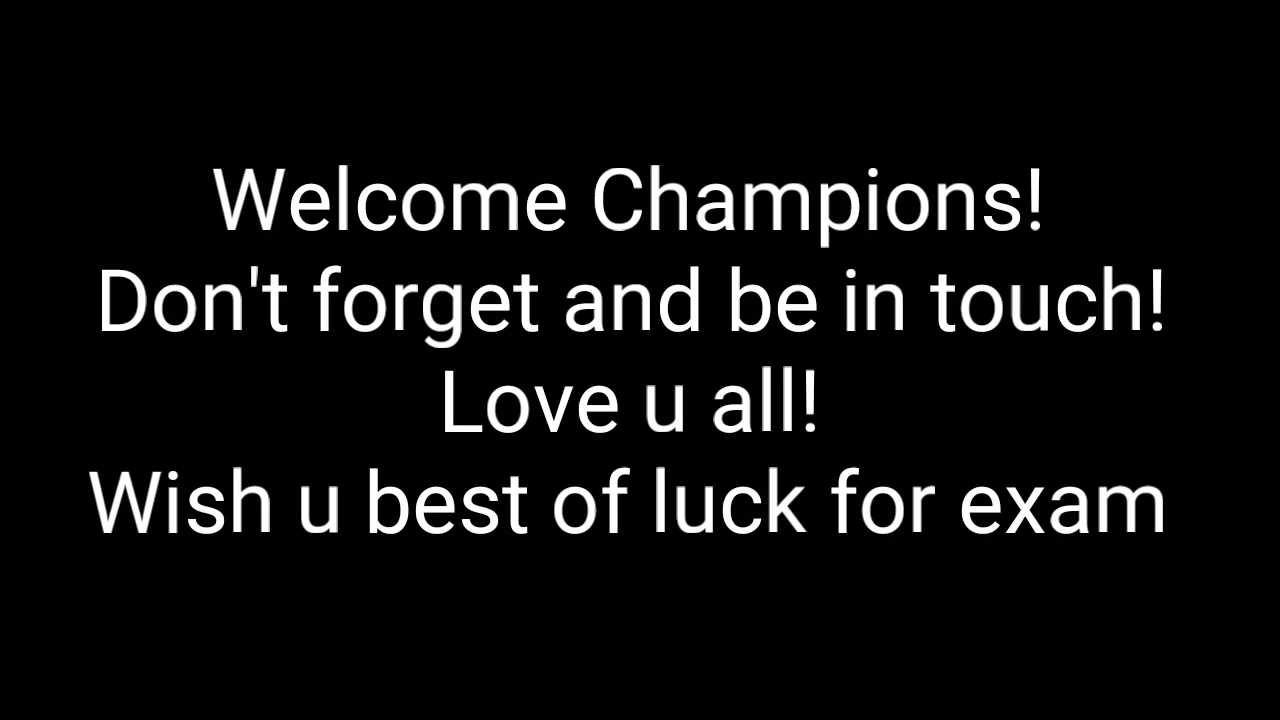 Welcome Champions!
Don't forget and be in touch!
Love u all!
Wish u best of luck for exam